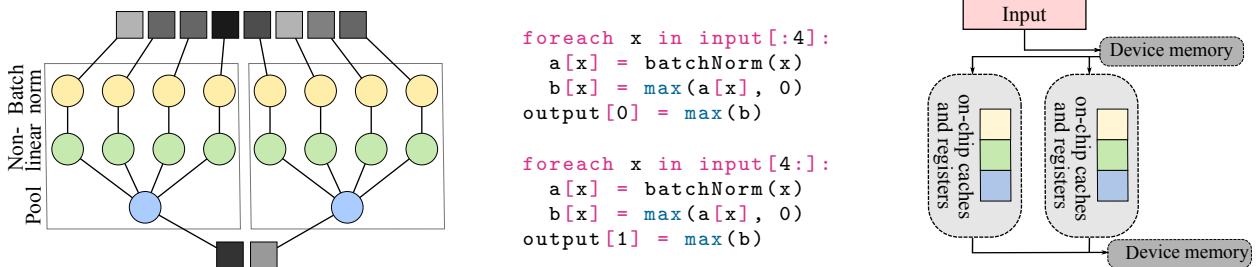 Batch
norm
Non-
linear
Pool
foreach x in input[:4]:
a[x] = batchNorm(x)
b[x] = max(a[x], 0)
output[0] = max(b)
foreach x in input[4:]:
a[x] = batchNorm(x)
b[x] = max(a[x], 0)
output[1] = max(b)
Input
Device memory
on-chip caches
and registers
on-chip caches
and registers
Device memory